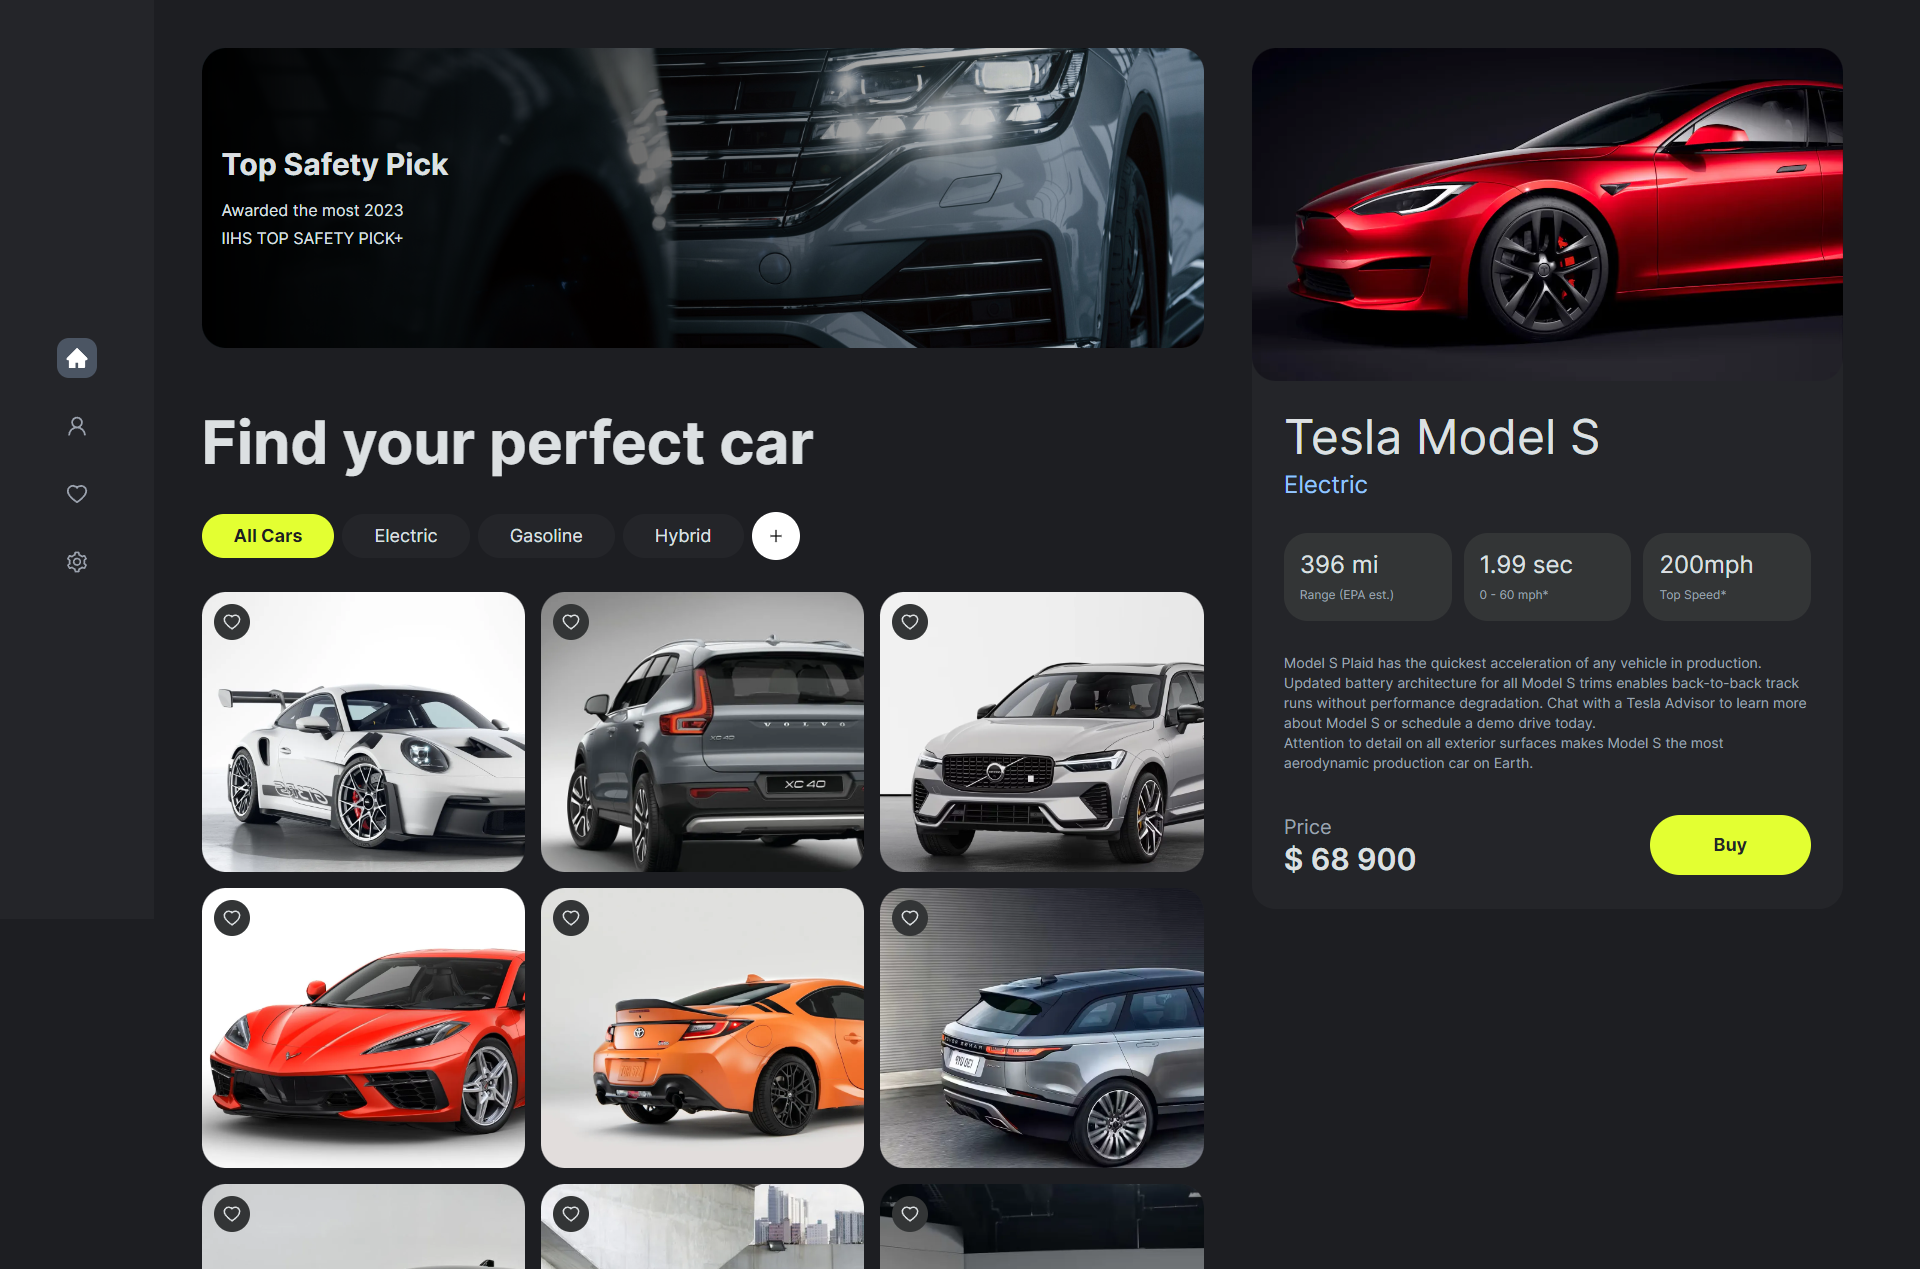 Top Safety Pick
Awarded the most 2023
IIHS TOP SAFETY PICK+
Find your perfect car
All Cars
Electric
Gasoline
Hybrid
+
VOLVO
XC40
XC 40
Tesla Model S
Electric
396 mi
Range (EPA est.)
1.99 sec
0 - 60 mph*
200mph
Top Speed*
Model S Plaid has the quickest acceleration of any vehicle in production.
Updated battery architecture for all Model S trims enables back-to-back track
runs without performance degradation. Chat with a Tesla Advisor to learn more
about Model S or schedule a demo drive today.
Attention to detail on all exterior surfaces makes Model S the most
aerodynamic production car on Earth.
Price
$ 68 900
Buy